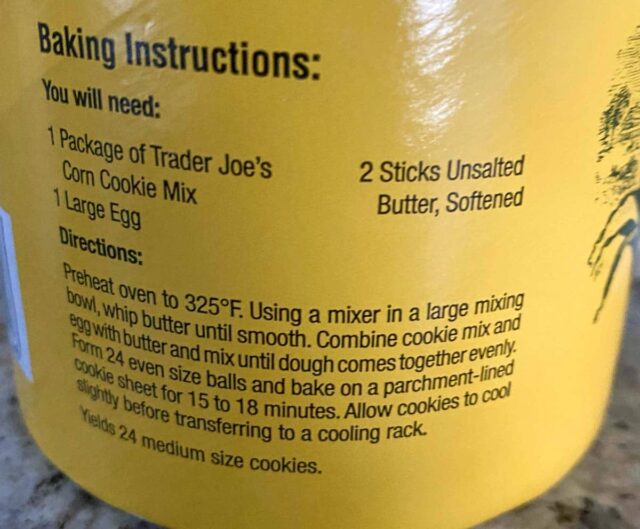 Baking Instructions:
You will need:
1 Package of Trader Joe's
Corn Cookie Mix
1 Large Egg
2 Sticks Unsalted
Butter, Softened
Directions:
Preheat oven to 325°F. Using a mixer in a large mixing
bowl, whip butter until smooth. Combine cookie mix and
egg with butter and mix until dough comes together evenly.
Form 24 even size balls and bake on a parchment-lined
cookie sheet for 15 to 18 minutes. Allow cookies to cool
slightly before transferring to a cooling rack.
Yields 24 medium size cookies.